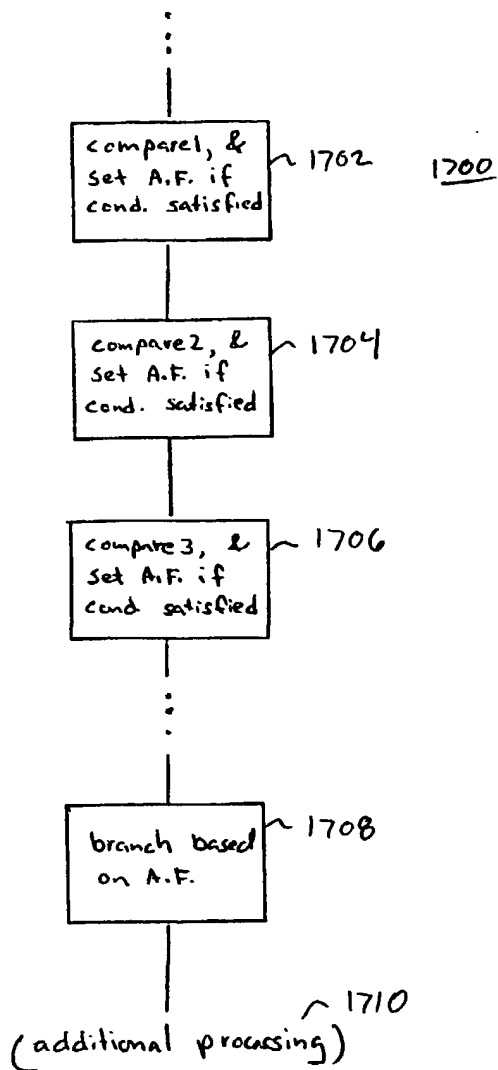 compare1, &
set A.F. if
cond. satisfied
1702
1700
compare2, &
set A.F. if
cond. satisfied
1704
compare3, &
set A.F. if
cond satisfied
1706
branch based
on A.F.
1708
1710
(additional processing)